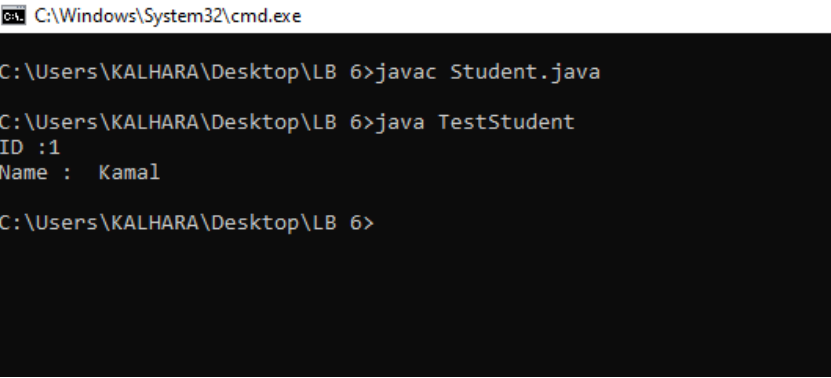 C:\Windows\System32\cmd.exe
C:\Users\KALHARA\Desktop\LB 6>javac Student.java
C:\Users\KALHARA\Desktop\LB 6>java TestStudent
ID :1
Name :  Kamal
C:\Users\KALHARA\Desktop\LB 6>